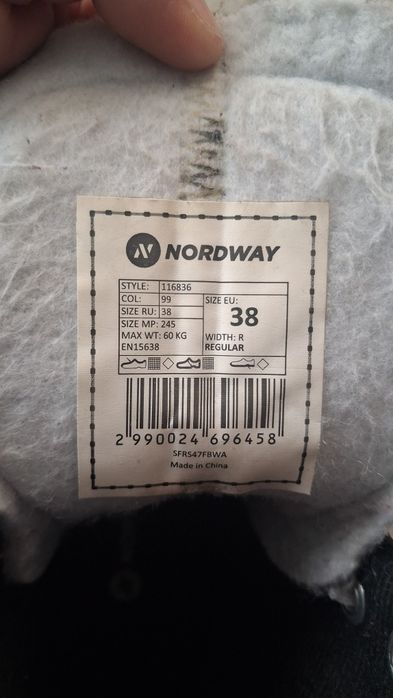 NORDWAY
STYLE: 116836
COL: 99
SIZE RU: 38
SIZE MP: 245
MAX WT: 60 KG
EN15638
SIZE EU:
38
WIDTH: R
REGULAR
2 990024 696458
SFRS47FBWA
Made in China